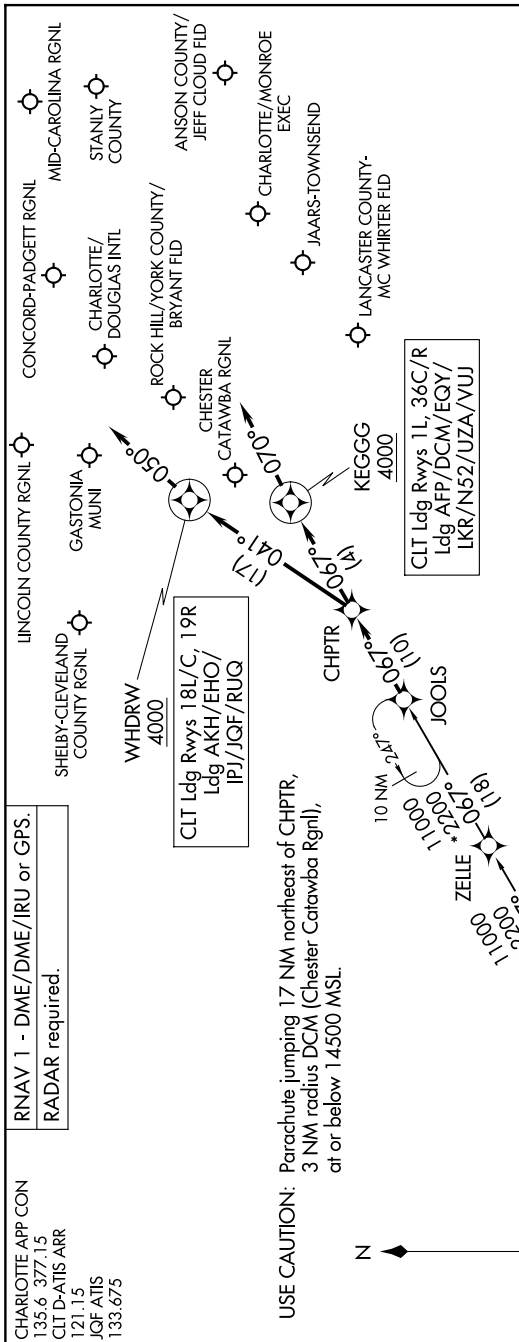 CHARLOTTE APP CON
135.6 377.15
CLT D-ATIS ARR
121.15
JQF ATIS
133.675
RNAV 1 - DME/DME/IRU or GPS.
RADAR required.
LINCOLN COUNTY RGNL
CONCORD-PADGETT RGNL
MID-CAROLINA RGNL
SHELBY-CLEVELAND
COUNTY RGNL
GASTONIA
MUNI
CHARLOTTE/
DOUGLAS INTL
STANLY
COUNTY
ROCK HILL/YORK COUNTY/
BRYANT FLD
ANSON COUNTY/
JEFF CLOUD FLD
CHESTER
CATAWBA RGNL
CHARLOTTE/MONROE
EXEC
JAARS-TOWNSEND
LANCASTER COUNTY-
MC WHIRTER FLD
WHDRW
4000
CLT Ldg Rwys 18L/C, 19R
Ldg AKH/EHO/
IPJ/JQF/RUQ
050°
041°
(17)
070°
KEGGG
4000
CLT Ldg Rwys 1L, 36C/R
Ldg AFP/DCM/EQY/
LKR/N52/UZA/VUJ
067°
(4)
CHPTR
067°
(10)
JOOLS
10 NM
247°
11000
*2200
067°
(18)
ZELLE
11000
USE CAUTION: Parachute jumping 17 NM northeast of CHPTR,
3 NM radius DCM (Chester Catawba Rgnl),
at or below 14500 MSL.
N